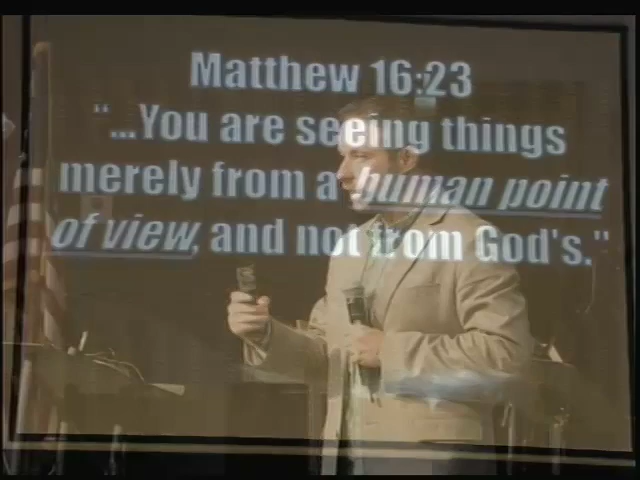 Matthew 16:23
"...You are seeing things
merely from a human point
of view, and not from God's."